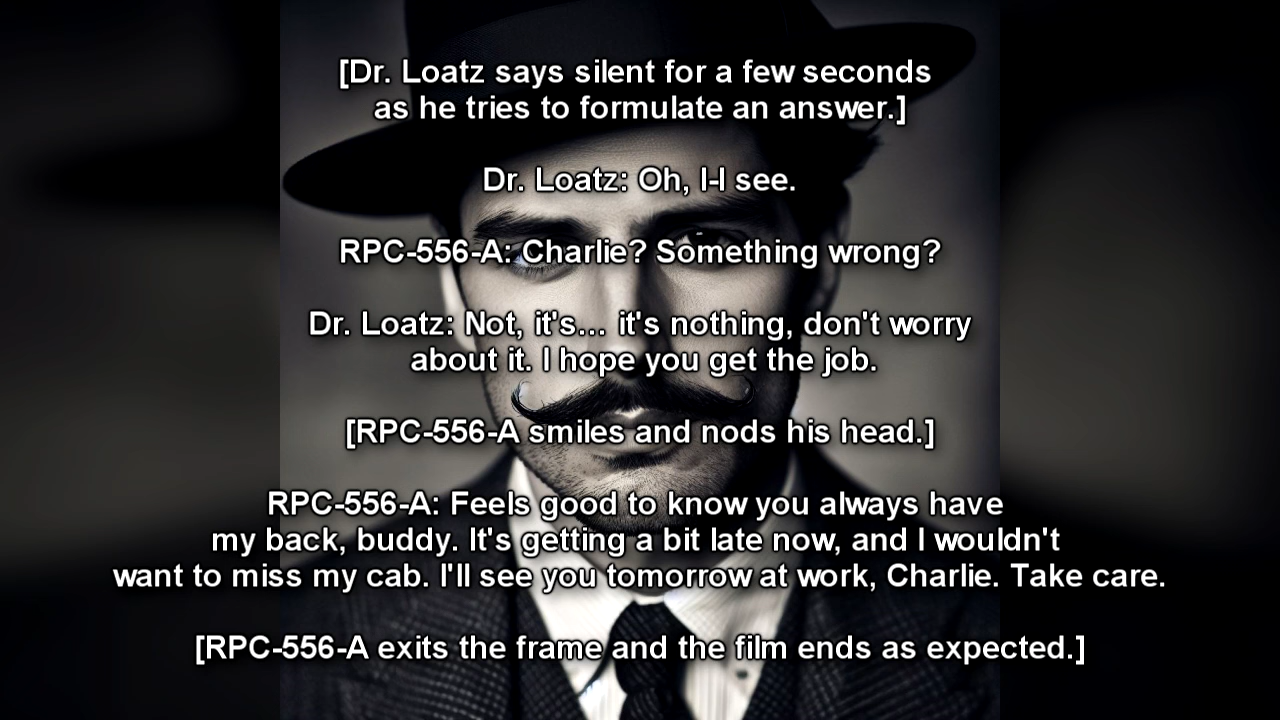 [Dr. Loatz says silent for a few seconds
as he tries to formulate an answer.]
Dr. Loatz: Oh, I-I see.
RPC-556-A: Charlie? Something wrong?
Dr. Loatz: Not, it's... it's nothing, don't worry
about it. I hope you get the job.
[RPC-556-A smiles and nods his head.]
RPC-556-A: Feels good to know you always have
my back, buddy. It's getting a bit late now, and I wouldn't
want to miss my cab. I'll see you tomorrow at work, Charlie. Take care.
[RPC-556-A exits the frame and the film ends as expected.]